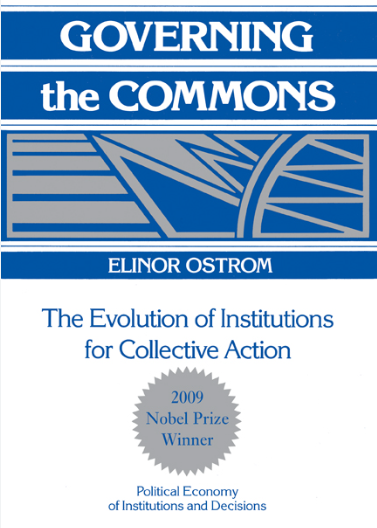 GOVERNING
the COMMONS
ELINOR OSTROM
The Evolution of Institutions
for Collective Action
2009
Nobel Prize
Winner
Political Economy
of Institutions and Decisions